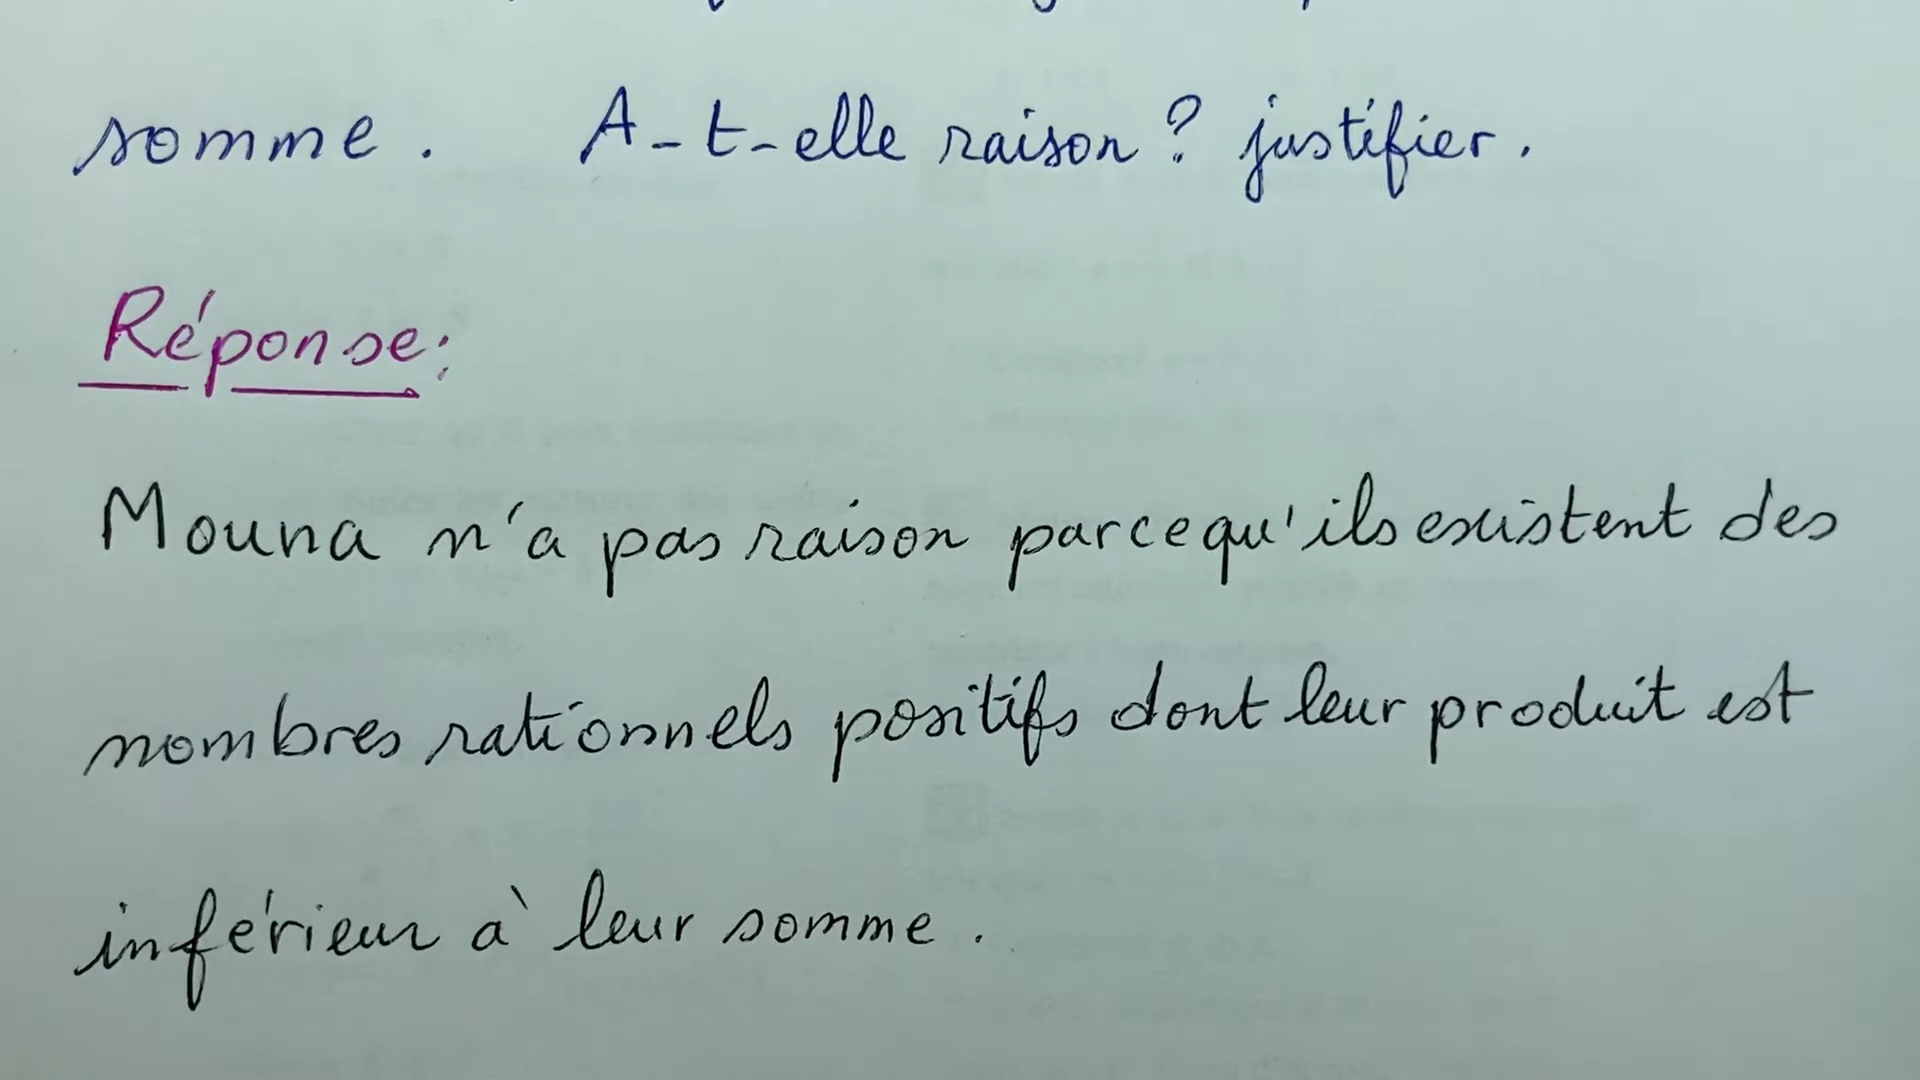 somme. A-t-elle raison ? justifier.
Réponse:
Mouna n'a pas raison parcequ'ils existent des
nombres rationnels positifs dont leur produit est
inférieur à leur somme.